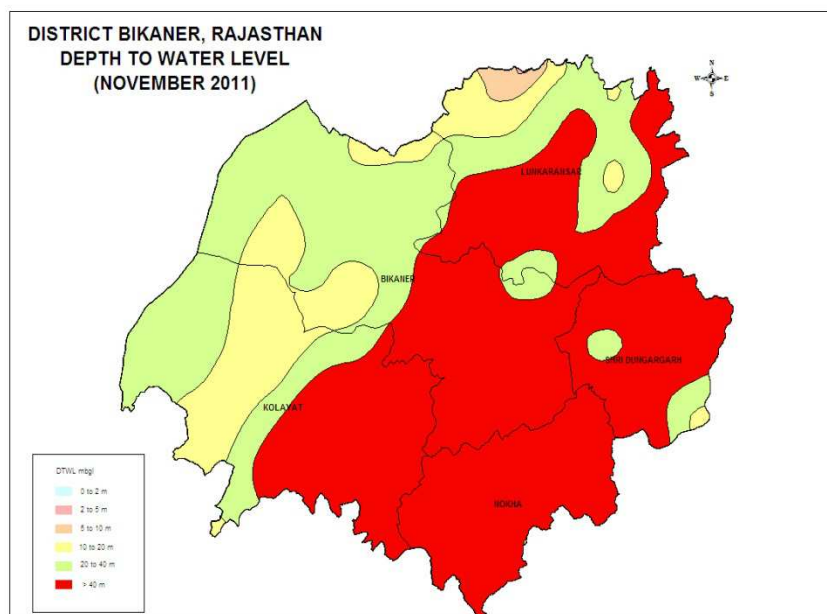 DISTRICT BIKANER, RAJASTHAN
DEPTH TO WATER LEVEL
(NOVEMBER 2011)
N
W E
S
LUNKARANSAR
BIKANER
SHRI DUNGARGARH
KOLAYAT
NOKHA
DTWL mbgl
0 to 2 m
2 to 5 m
5 to 10 m
10 to 20 m
20 to 40 m
> 40 m